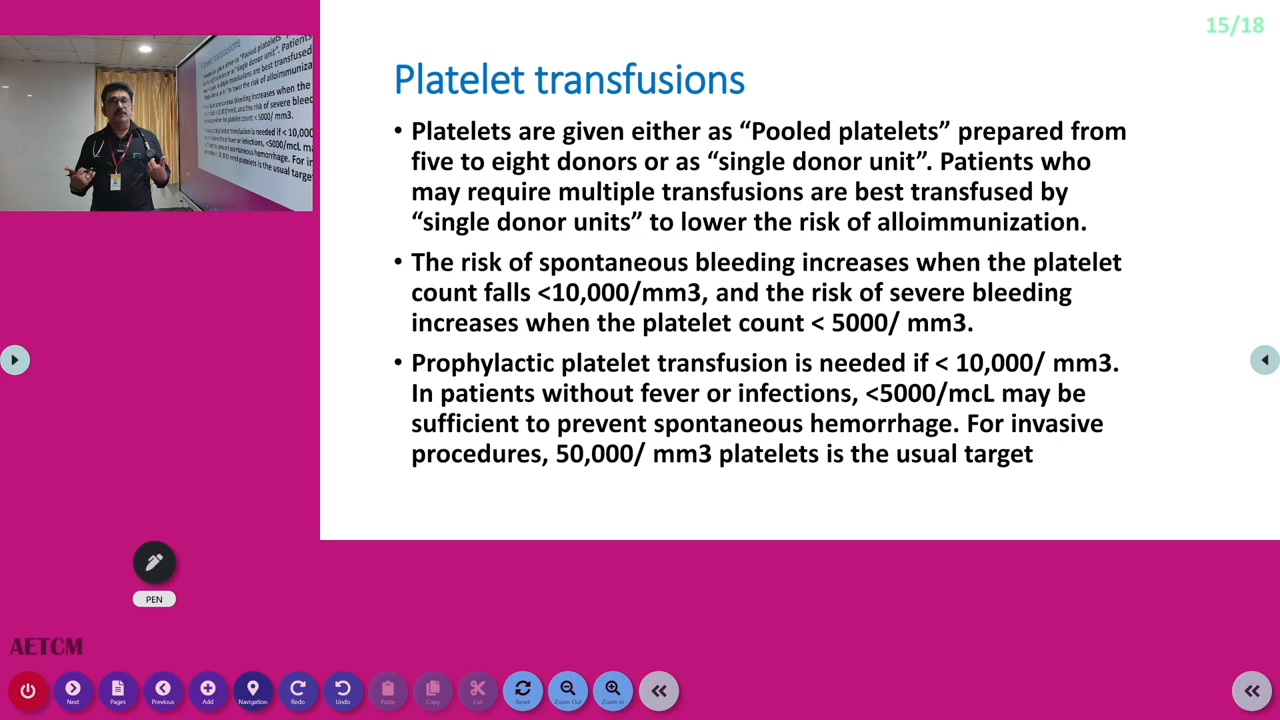 15/18
Platelet transfusions
• Platelets are given either as “Pooled platelets” prepared from
five to eight donors or as “single donor unit”. Patients who
may require multiple transfusions are best transfused by
“single donor units” to lower the risk of alloimmunization.
• The risk of spontaneous bleeding increases when the platelet
count falls <10,000/mm3, and the risk of severe bleeding
increases when the platelet count < 5000/ mm3.
• Prophylactic platelet transfusion is needed if < 10,000/ mm3.
In patients without fever or infections, <5000/mcL may be
sufficient to prevent spontaneous hemorrhage. For invasive
procedures, 50,000/ mm3 platelets is the usual target
PEN
AETCM
Next
Pages
Previous
Add
Navigation
Redo
Undo
Paste
Copy
Cut
Reset
Zoom Out
Zoom In